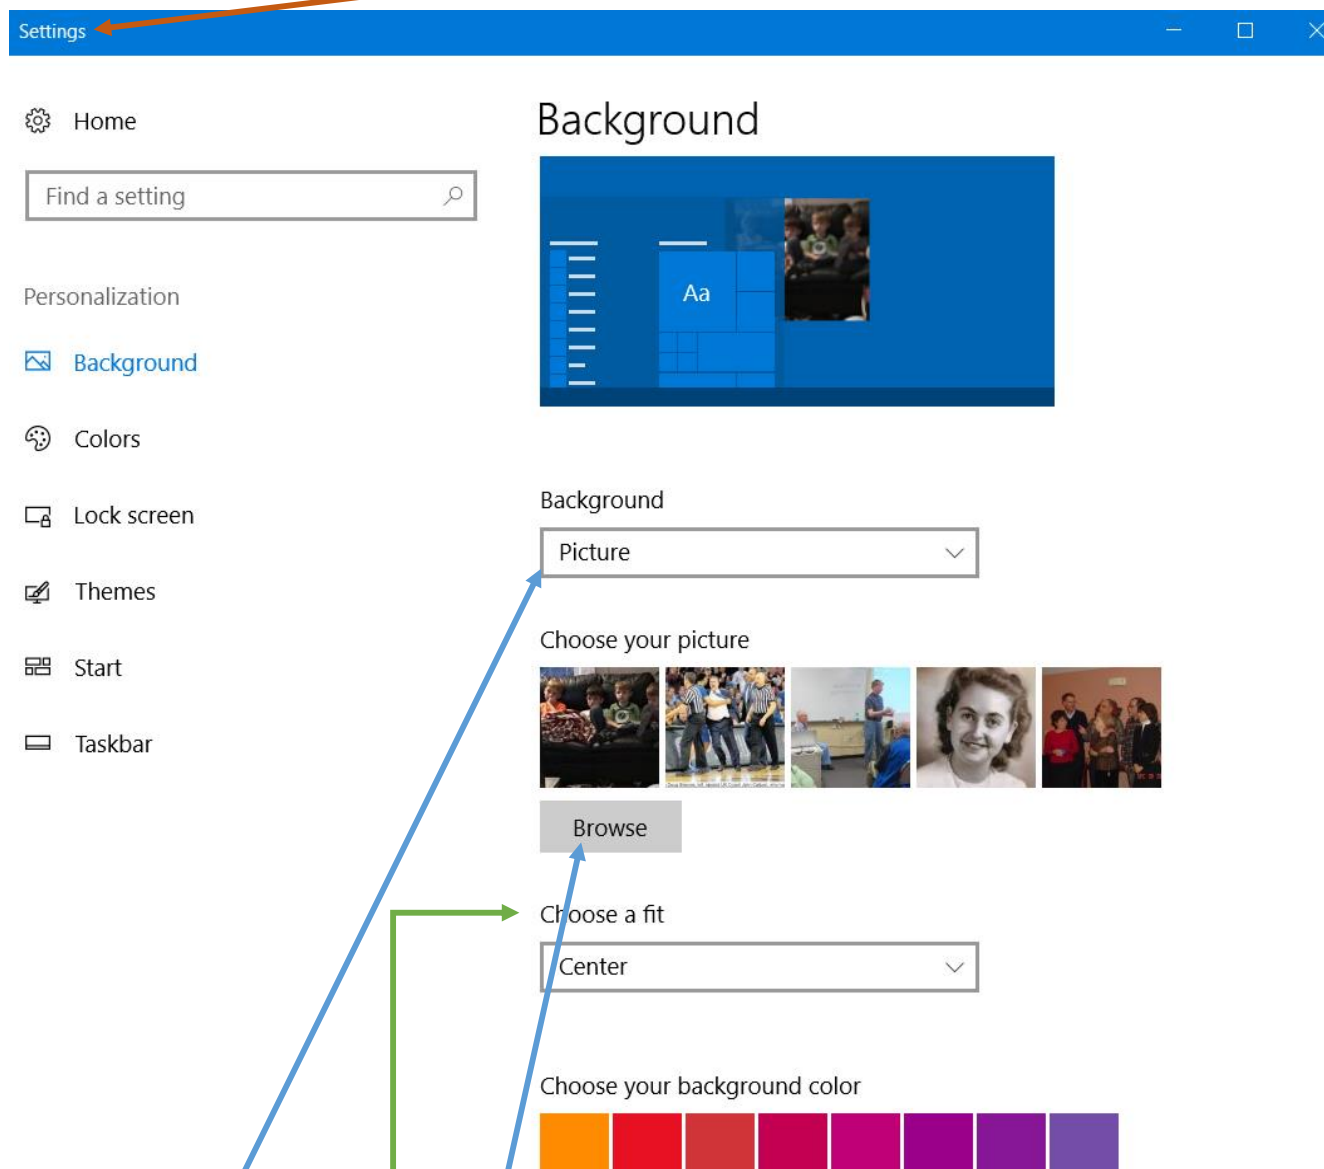 Settings
Home
Find a setting
Personalization
Background
Colors
Lock screen
Themes
Start
Taskbar
Background
Aa
Background
Picture
Choose your picture
Browse
Choose a fit
Center
Choose your background color